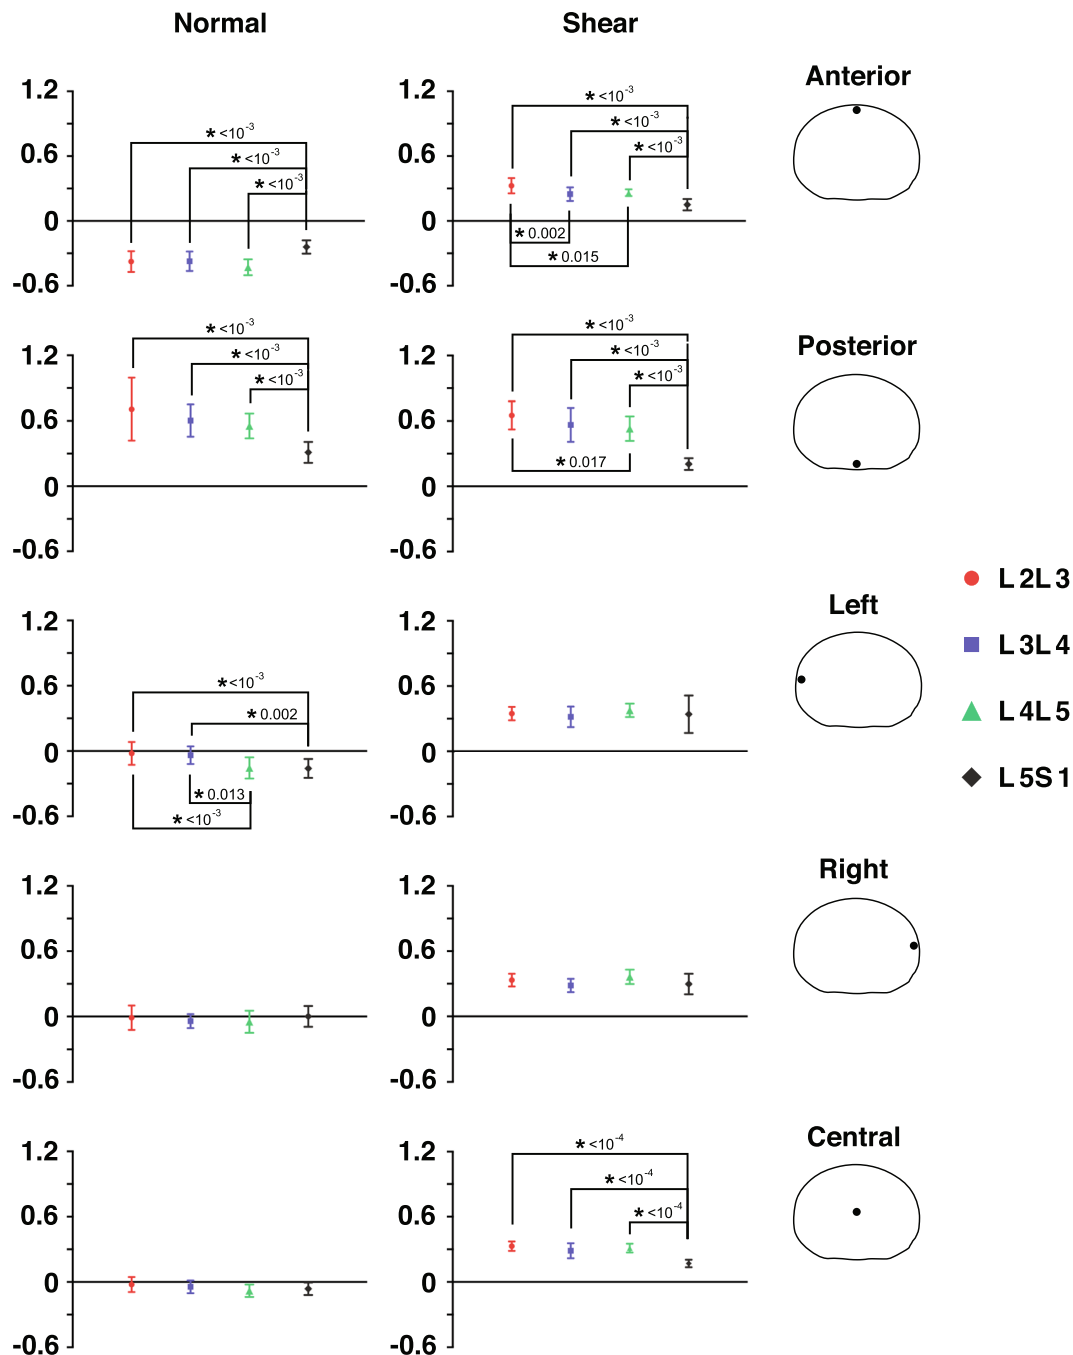 Normal Shear
Anterior
1.2 0.6 0 -0.6
* <10-3
* <10-3
* <10-3
1.2 0.6 0 -0.6
* <10-3
* <10-3
* <10-3
* 0.002
* 0.015
Posterior
1.2 0.6 0 -0.6
* <10-3
* <10-3
* <10-3
1.2 0.6 0 -0.6
* <10-3
* <10-3
* <10-3
* 0.017
L2L3
L3L4
L4L5
L5S1
Left
1.2 0.6 0 -0.6
* <10-3
* 0.002
* 0.013
* <10-3
1.2 0.6 0 -0.6
Right
1.2 0.6 0 -0.6
1.2 0.6 0 -0.6
Central
1.2 0.6 0 -0.6
1.2 0.6 0 -0.6
* <10-4
* <10-4
* <10-4